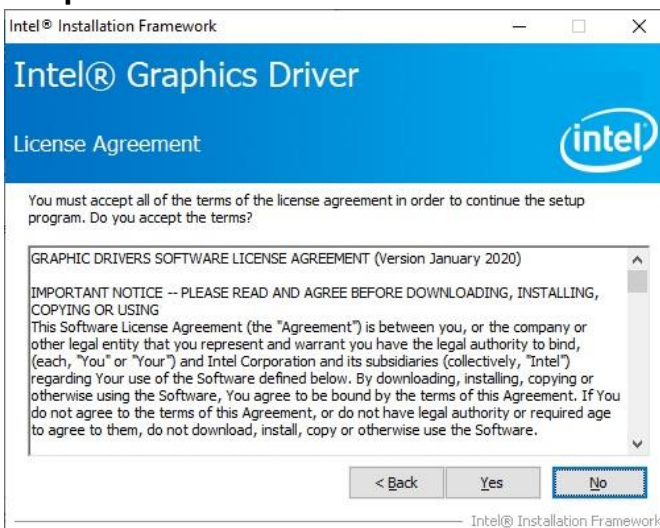 Intel® Installation Framework
Intel® Graphics Driver
License Agreement
intel
You must accept all of the terms of the license agreement in order to continue the setup
program. Do you accept the terms?
GRAPHIC DRIVERS SOFTWARE LICENSE AGREEMENT (Version January 2020)
IMPORTANT NOTICE -- PLEASE READ AND AGREE BEFORE DOWNLOADING, INSTALLING,
COPYING OR USING
This Software License Agreement (the "Agreement") is between you, or the company or
other legal entity that you represent and warrant you have the legal authority to bind,
(each, "You" or "Your") and Intel Corporation and its subsidiaries (collectively, "Intel")
regarding Your use of the Software defined below. By downloading, installing, copying or
otherwise using the Software, You agree to be bound by the terms of this Agreement. If You
do not agree to the terms of this Agreement, or do not have legal authority or required age
to agree to them, do not download, install, copy or otherwise use the Software.
< Back Yes No
Intel® Installation Framework